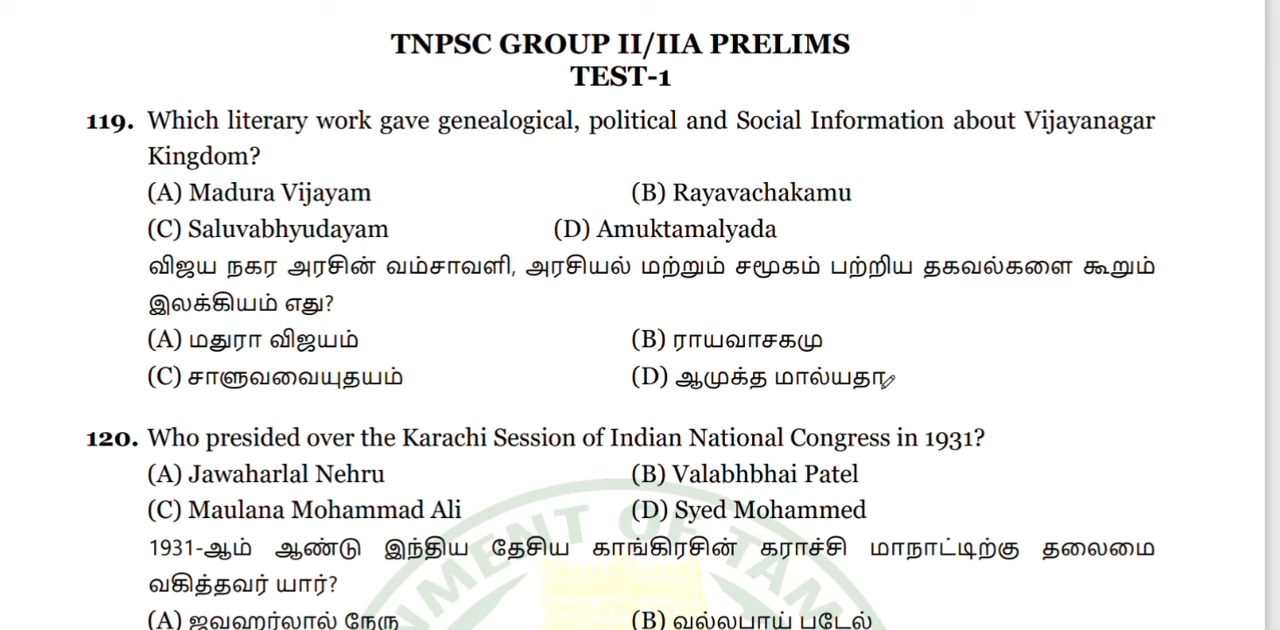 TNPSC GROUP II/IIA PRELIMS
TEST-1
119. Which literary work gave genealogical, political and Social Information about Vijayanagar
Kingdom?
(A) Madura Vijayam (B) Rayavachakamu
(C) Saluvabhyudayam (D) Amuktamalyada
விஜய நகர அரசின் வம்சாவளி, அரசியல் மற்றும் சமூகம் பற்றிய தகவல்களை கூறும்
இலக்கியம் எது?
(A) மதுரா விஜயம் (B) ராயவாசகமு
(C) சாளுவவையுதயம் (D) ஆமுக்த மால்யதா
120. Who presided over the Karachi Session of Indian National Congress in 1931?
(A) Jawaharlal Nehru (B) Valabhbhai Patel
(C) Maulana Mohammad Ali (D) Syed Mohammed
1931-ஆம் ஆண்டு இந்திய தேசிய காங்கிரசின் கராச்சி மாநாட்டிற்கு தலைமை
வகித்தவர் யார்?
(A) ஜவஹர்லால் நேரு (B) வல்லபாய் படேல்
NMENT OF TAM